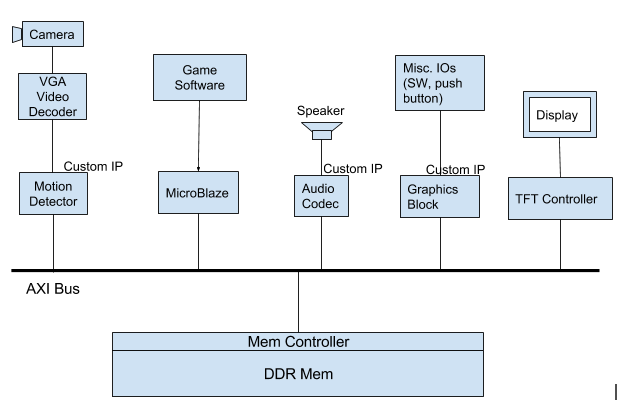 Camera
VGA
Video
Decoder
Custom IP
Motion
Detector
Game
Software
MicroBlaze
Speaker
Custom IP
Audio
Codec
Misc. IOs
(SW, push
button)
Custom IP
Graphics
Block
Display
TFT Controller
AXI Bus
Mem Controller
DDR Mem